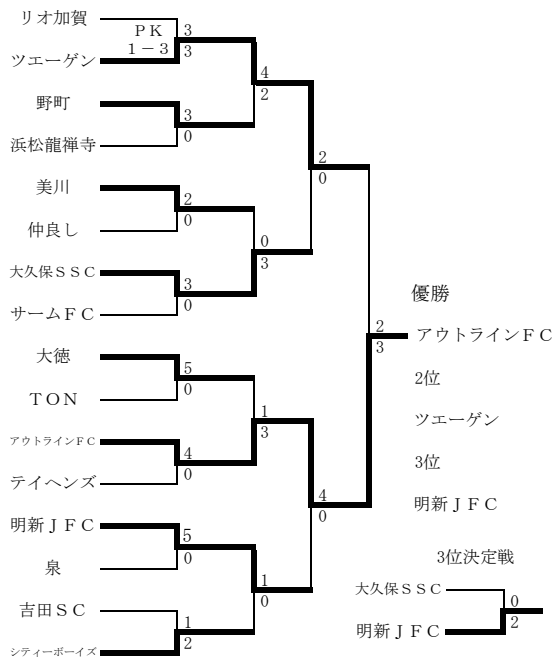 リオ加賀
ＰＫ
１－３
3
3
ツエーゲン
4
2
野町
3
0
浜松龍禅寺
2
0
美川
2
0
仲良し
0
3
大久保ＳＳＣ
3
0
サームＦＣ
優勝
2
3
アウトラインＦＣ
大徳
5
0
2位
ＴＯＮ
1
3
ツエーゲン
アウトラインＦＣ
4
0
3位
テイヘンズ
4
0
明新ＪＦＣ
明新ＪＦＣ
5
0
3位決定戦
泉
1
0
大久保ＳＳＣ
0
2
明新ＪＦＣ
吉田ＳＣ
1
2
シティーボーイズ